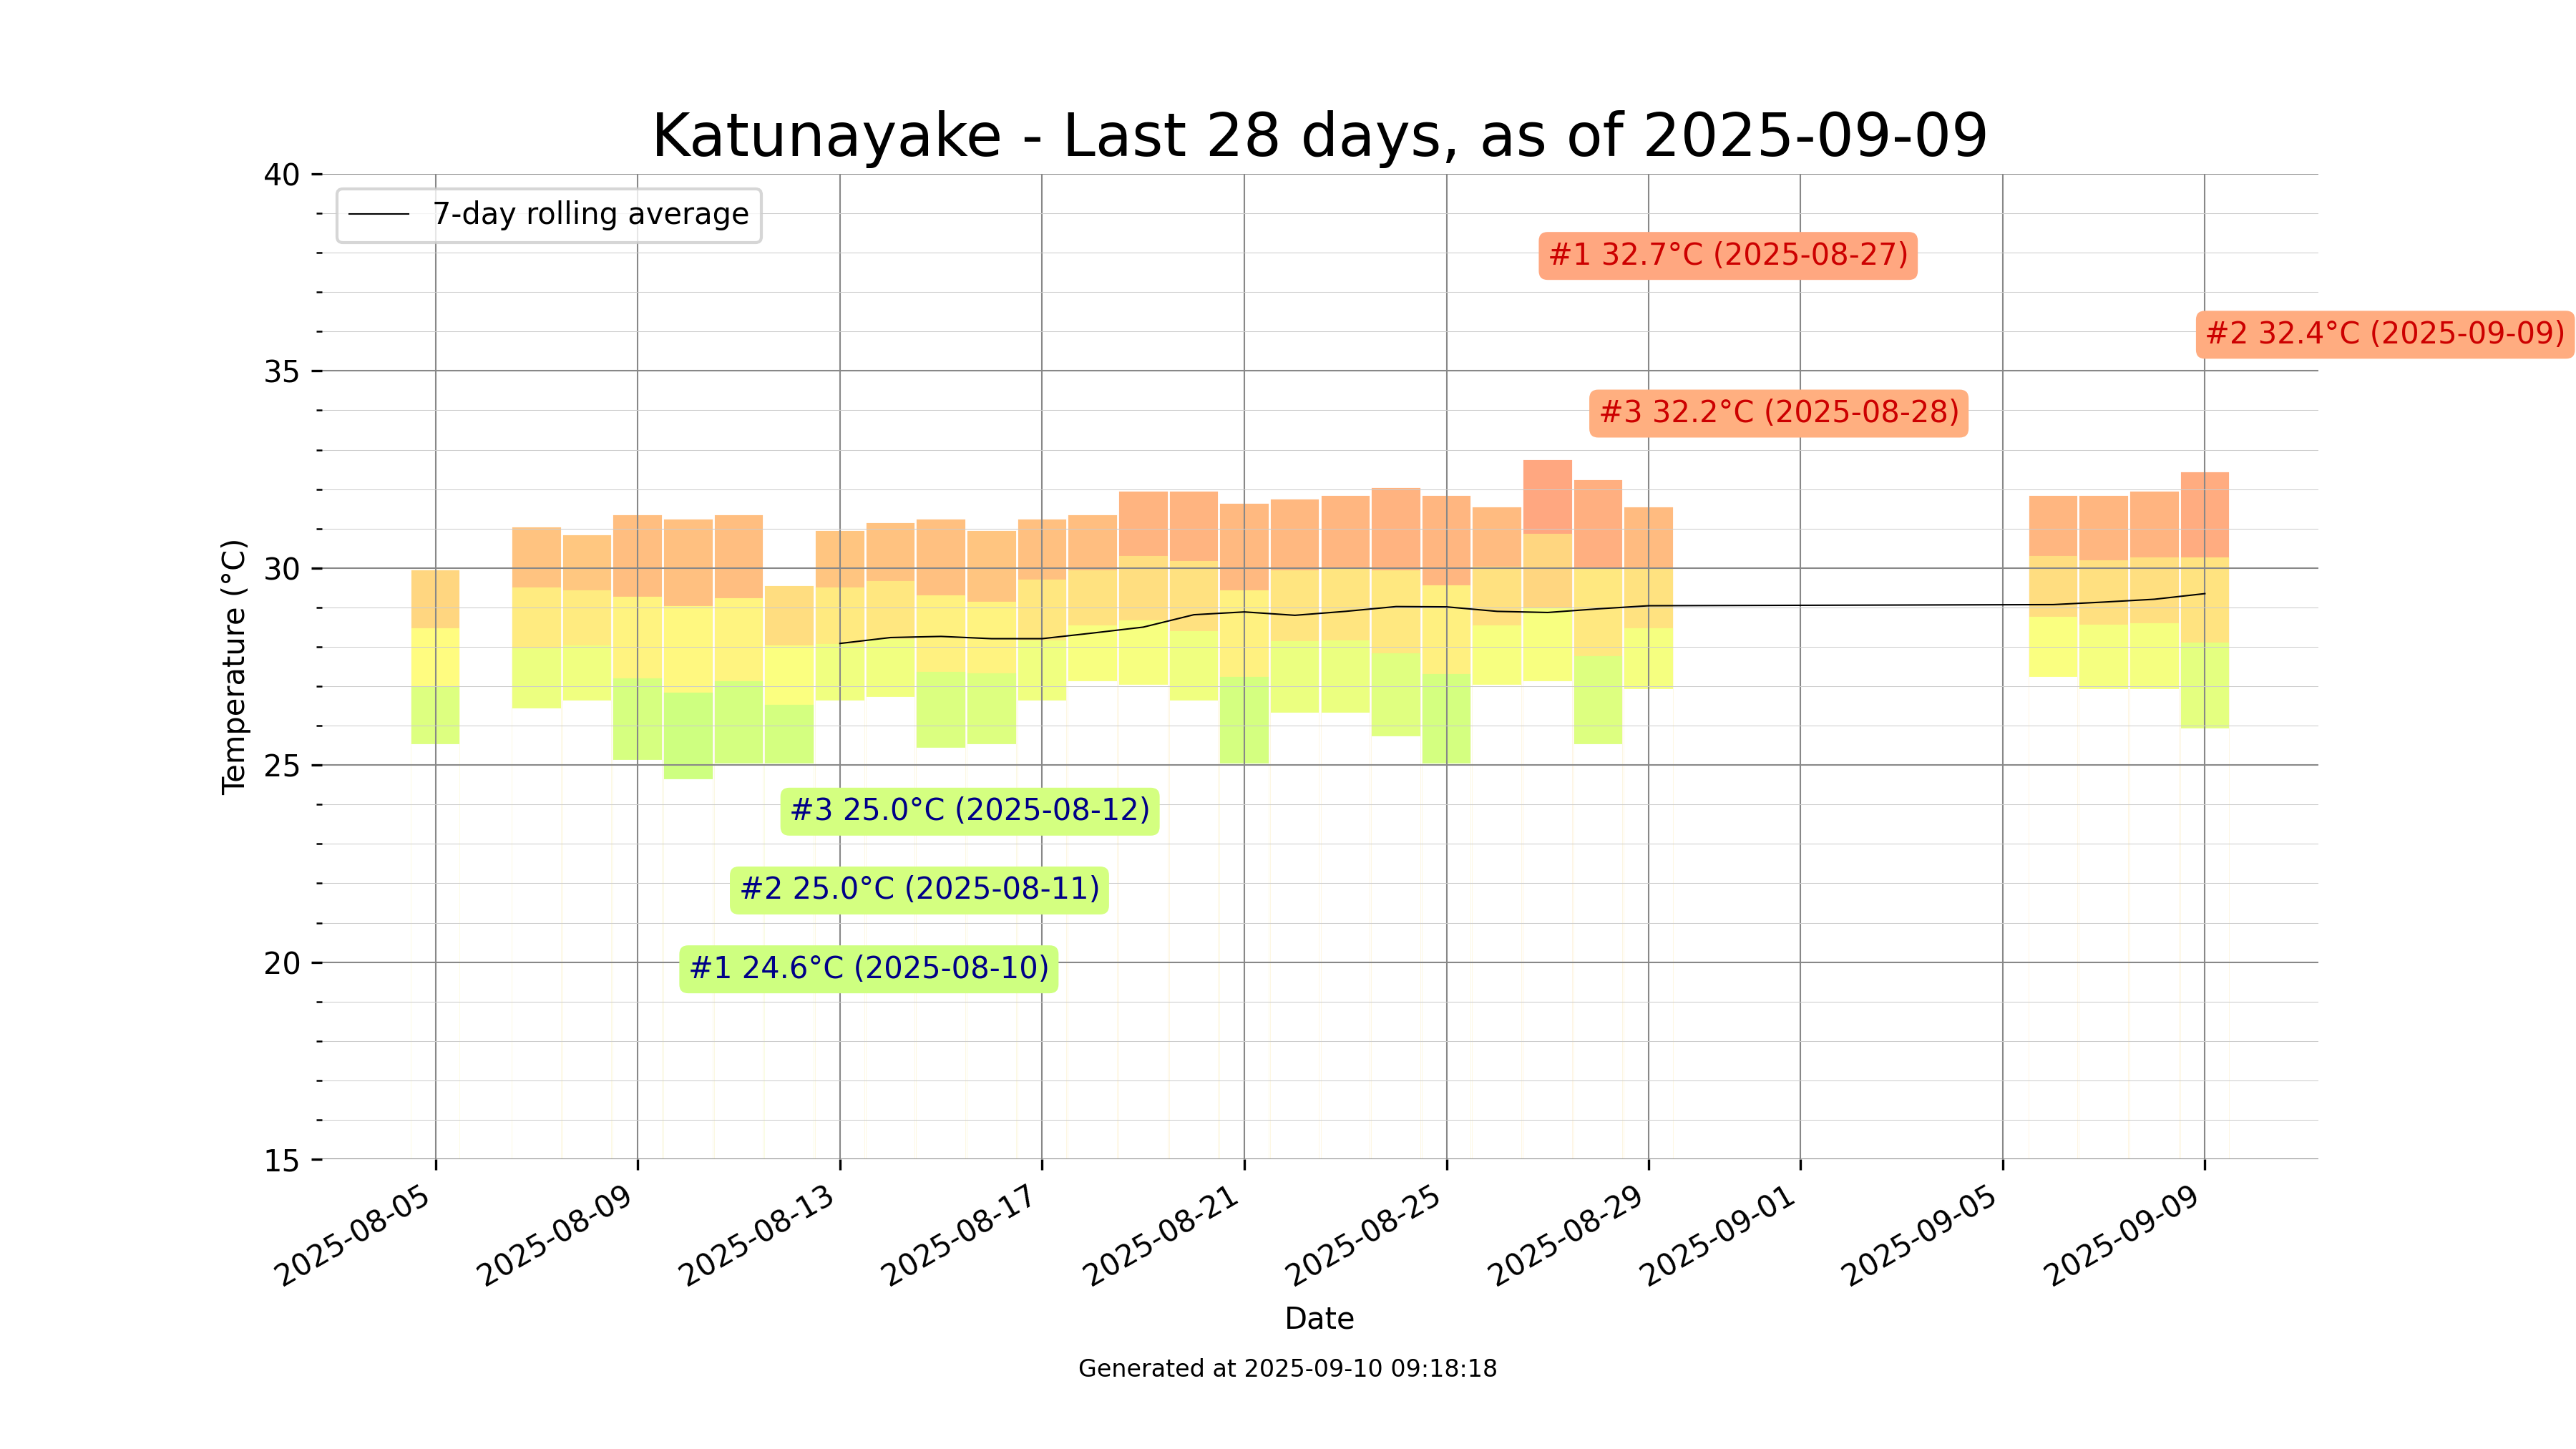 Katunayake - Last 28 days, as of 2025-09-09
7-day rolling average
#1 32.7°C (2025-08-27)
#2 32.4°C (2025-09-09)
#3 32.2°C (2025-08-28)
#3 25.0°C (2025-08-12)
#2 25.0°C (2025-08-11)
#1 24.6°C (2025-08-10)
Temperature (°C)
40
35
30
25
20
15
2025-08-05
2025-08-09
2025-08-13
2025-08-17
2025-08-21
2025-08-25
2025-08-29
2025-09-01
2025-09-05
2025-09-09
Date
Generated at 2025-09-10 09:18:18